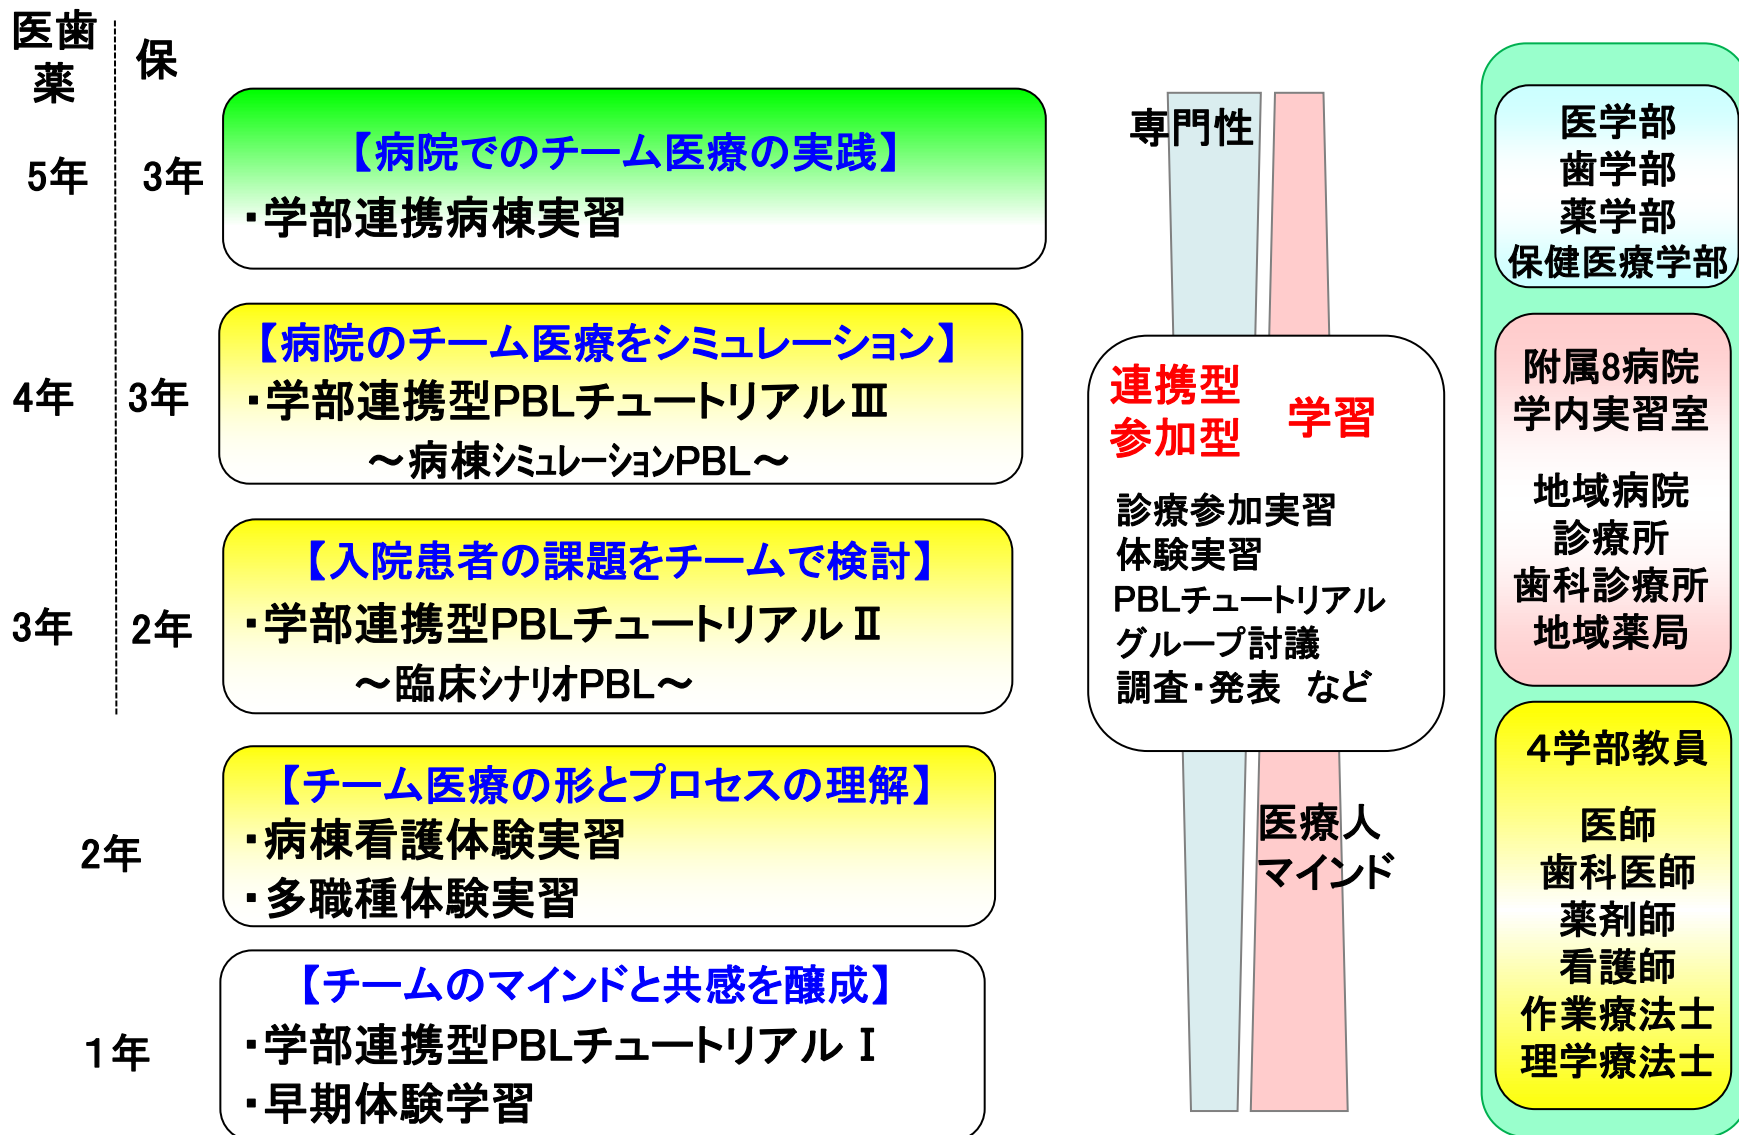 医歯
薬
保
5年
3年
【病院でのチーム医療の実践】
・学部連携病棟実習
4年
3年
【病院のチーム医療をシミュレーション】
・学部連携型PBLチュートリアルⅢ
～病棟シミュレーションPBL～
3年
2年
【入院患者の課題をチームで検討】
・学部連携型PBLチュートリアルⅡ
～臨床シナリオPBL～
2年
【チーム医療の形とプロセスの理解】
・病棟看護体験実習
・多職種体験実習
1年
【チームのマインドと共感を醸成】
・学部連携型PBLチュートリアルⅠ
・早期体験学習
専門性
連携型
参加型
学習
診療参加実習
体験実習
PBLチュートリアル
グループ討議
調査・発表 など
医療人
マインド
医学部
歯学部
薬学部
保健医療学部
附属8病院
学内実習室
地域病院
診療所
歯科診療所
地域薬局
4学部教員
医師
歯科医師
薬剤師
看護師
作業療法士
理学療法士